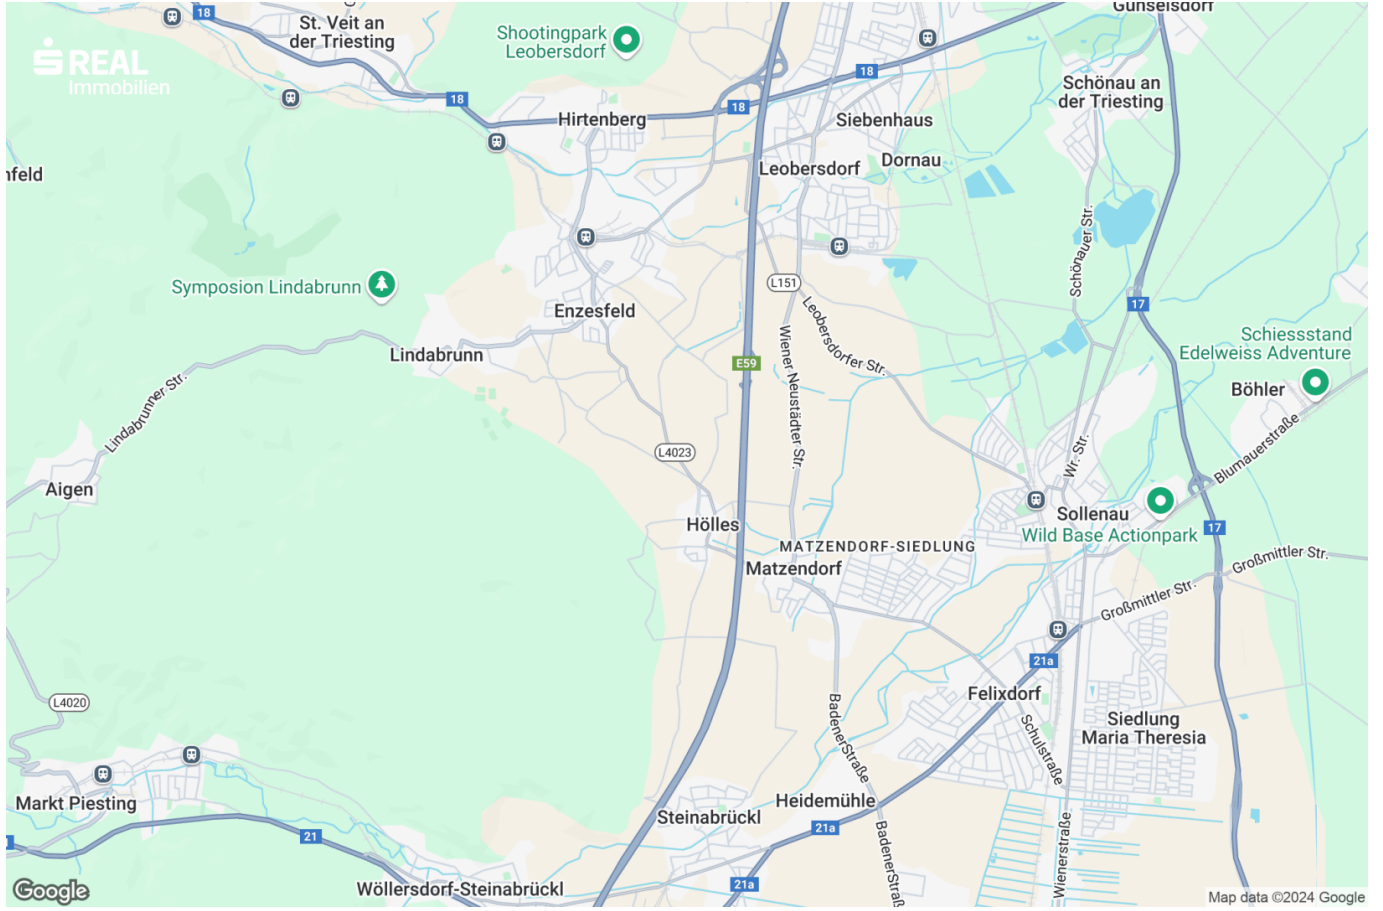 Günselsdorf
18
St. Veit an
der Triesting
Shootingpark
Leobersdorf
S REAL
Immobilien
18
Schönau an
der Triesting
18
18
Hirtenberg
Siebenhaus
Dornau
Leobersdorf
nfeld
Schönauer Str.
Symposion Lindabrunn
L151
17
Enzesfeld
Leobersdorfer Str.
Wiener Neustädter Str.
Schiessstand
Edelweiss Adventure
Lindabrunn
E59
Böhler
Lindabrunner Str.
Blumauerstraße
L4023
Wr. Str.
Aigen
Hölles
Sollenau
17
Wild Base Actionpark
MATZENDORF-SIEDLUNG
Großmittler Str.
Matzendorf
Großmittler Str.
21a
Felixdorf
L4020
BadenerStraße
Schulstraße
Siedlung
Maria Theresia
Markt Piesting
Heidemühle
Steinabrückl
21a
BadenerStraße
Wienerstraße
21
21a
Wöllersdorf-Steinabrückl
Google
Map data ©2024 Google